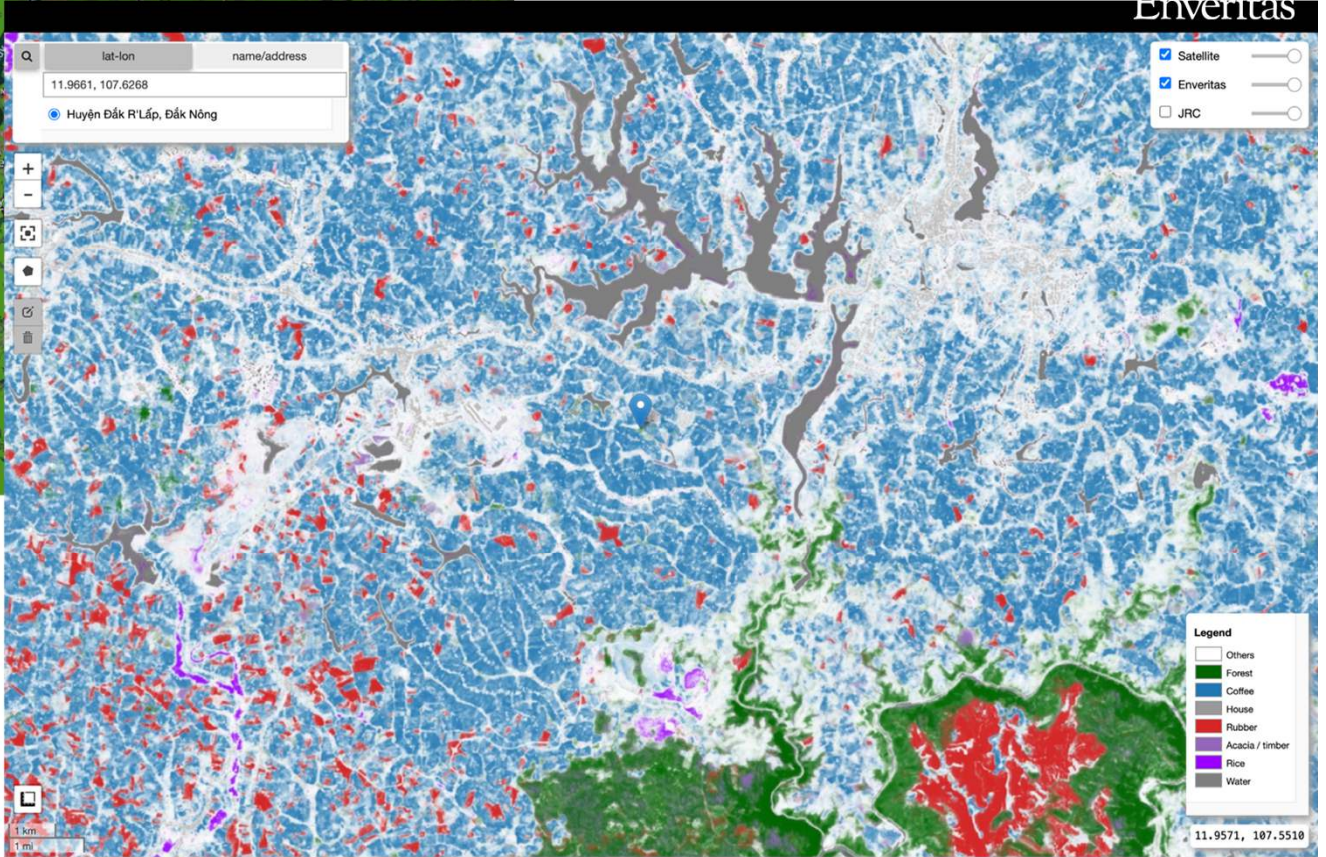 Enveritas
lat-lon
name/address
11.9661, 107.6268
Huyện Đắk R'Lấp, Đắk Nông
Satellite
Enveritas
JRC
+
−
Legend
Others
Forest
Coffee
House
Rubber
Acacia / timber
Rice
Water
1 km
1 mi
11.9571, 107.5510